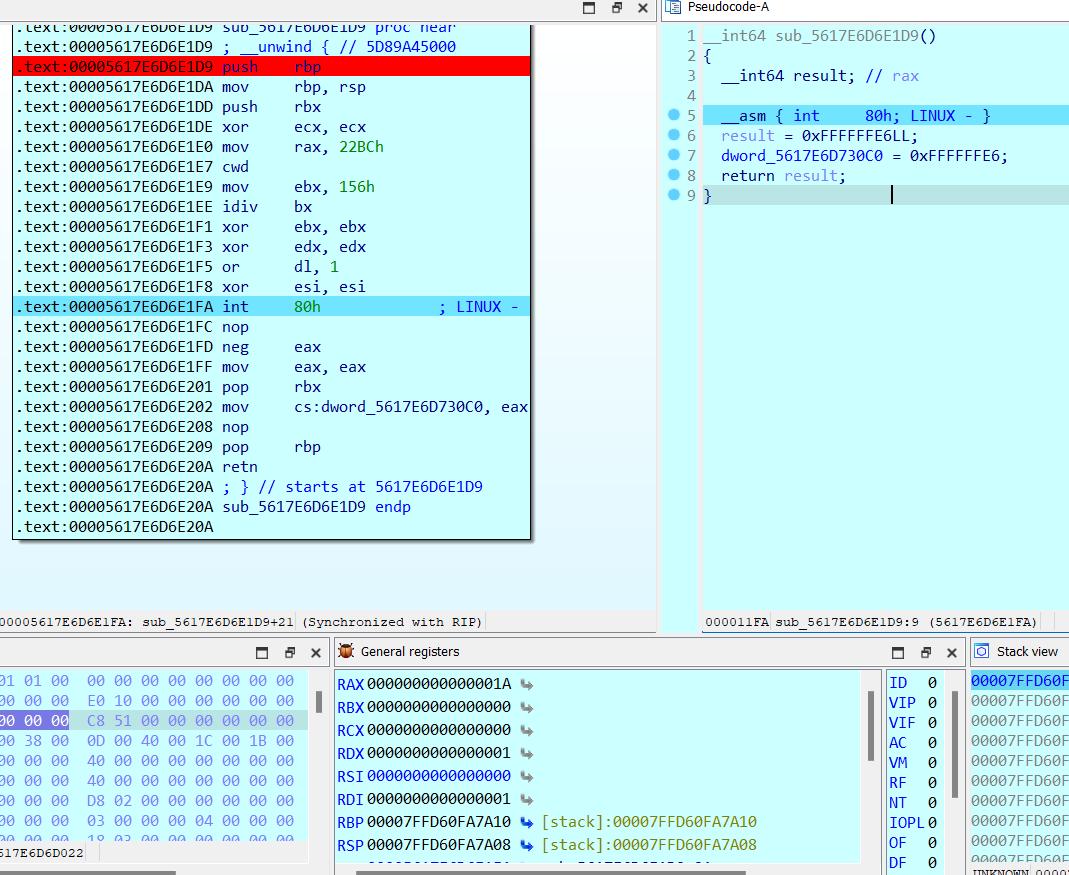 Pseudocode-A
.text:00005617E6D6E1D9 sub_5617E6D6E1D9 proc near
.text:00005617E6D6E1D9 ; __unwind { // 5D89A45000
.text:00005617E6D6E1D9 push rbp
.text:00005617E6D6E1DA mov rbp, rsp
.text:00005617E6D6E1DD push rbx
.text:00005617E6D6E1DE xor ecx, ecx
.text:00005617E6D6E1E0 mov rax, 22BCh
.text:00005617E6D6E1E7 cwd
.text:00005617E6D6E1E9 mov ebx, 156h
.text:00005617E6D6E1EE idiv bx
.text:00005617E6D6E1F1 xor ebx, ebx
.text:00005617E6D6E1F3 xor edx, edx
.text:00005617E6D6E1F5 or dl, 1
.text:00005617E6D6E1F8 xor esi, esi
.text:00005617E6D6E1FA int 80h ; LINUX -
.text:00005617E6D6E1FC nop
.text:00005617E6D6E1FD neg eax
.text:00005617E6D6E1FF mov eax, eax
.text:00005617E6D6E201 pop rbx
.text:00005617E6D6E202 mov cs:dword_5617E6D730C0, eax
.text:00005617E6D6E208 nop
.text:00005617E6D6E209 pop rbp
.text:00005617E6D6E20A retn
.text:00005617E6D6E20A ; } // starts at 5617E6D6E1D9
.text:00005617E6D6E20A sub_5617E6D6E1D9 endp
.text:00005617E6D6E20A
00005617E6D6E1FA: sub_5617E6D6E1D9+21 (Synchronized with RIP)
1 __int64 sub_5617E6D6E1D9()
2 {
3 __int64 result; // rax
4
5 __asm { int 80h; LINUX - }
6 result = 0xFFFFFFE6LL;
7 dword_5617E6D730C0 = 0xFFFFFFE6;
8 return result;
9 }
000011FA sub_5617E6D6E1D9:9 (5617E6D6E1FA)
01 01 00 00 00 00 00 00 00 00 00
00 00 00 E0 10 00 00 00 00 00 00
00 00 00 C8 51 00 00 00 00 00 00
00 38 00 0D 00 40 00 1C 00 1B 00
00 00 00 40 00 00 00 00 00 00 00
00 00 00 40 00 00 00 00 00 00 00
00 00 00 D8 02 00 00 00 00 00 00
00 00 00 03 00 00 00 04 00 00 00
617E6D6D022
General registers
RAX 000000000000001A
RBX 0000000000000000
RCX 0000000000000000
RDX 0000000000000001
RSI 0000000000000000
RDI 0000000000000001
RBP 00007FFD60FA7A10 [stack]:00007FFD60FA7A10
RSP 00007FFD60FA7A08 [stack]:00007FFD60FA7A08
ID 0
VIP 0
VIF 0
AC 0
VM 0
RF 0
NT 0
IOPL 0
OF 0
DF 0
Stack view
00007FFD60F
00007FFD60F
00007FFD60F
00007FFD60F
00007FFD60F
00007FFD60F
00007FFD60F
00007FFD60F
00007FFD60F
00007FFD60F